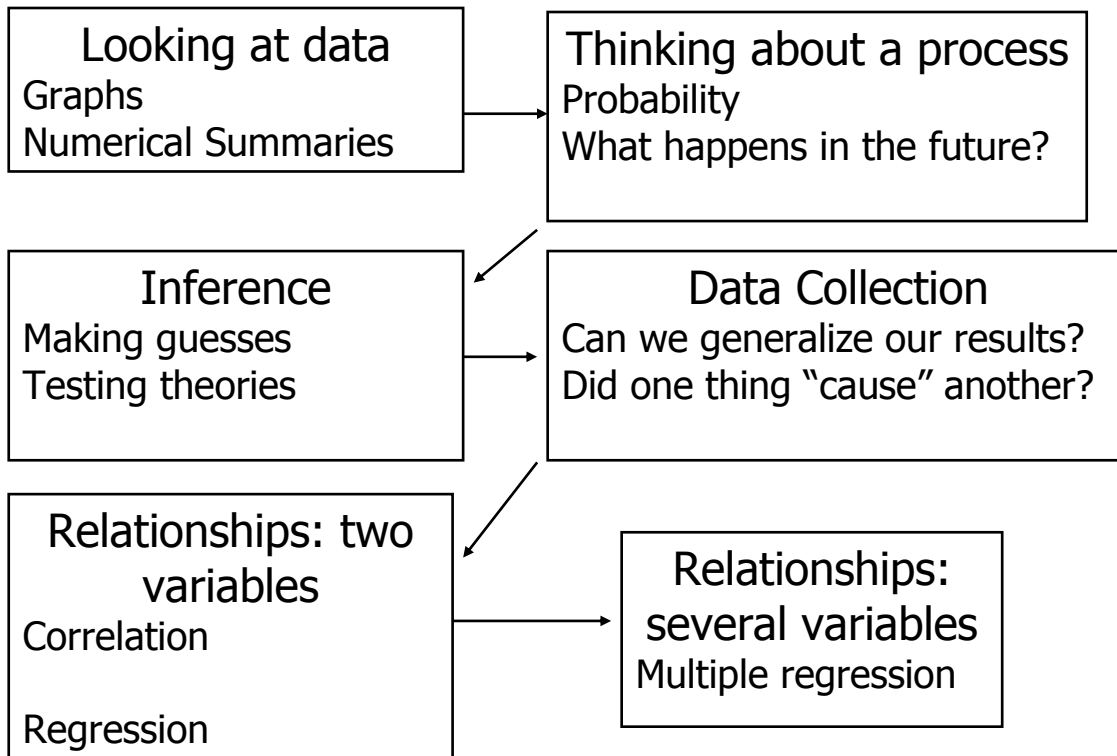 Looking at data
Graphs
Numerical Summaries
Thinking about a process
Probability
What happens in the future?
Inference
Making guesses
Testing theories
Data Collection
Can we generalize our results?
Did one thing “cause” another?
Relationships: two
variables
Correlation
Regression
Relationships:
several variables
Multiple regression